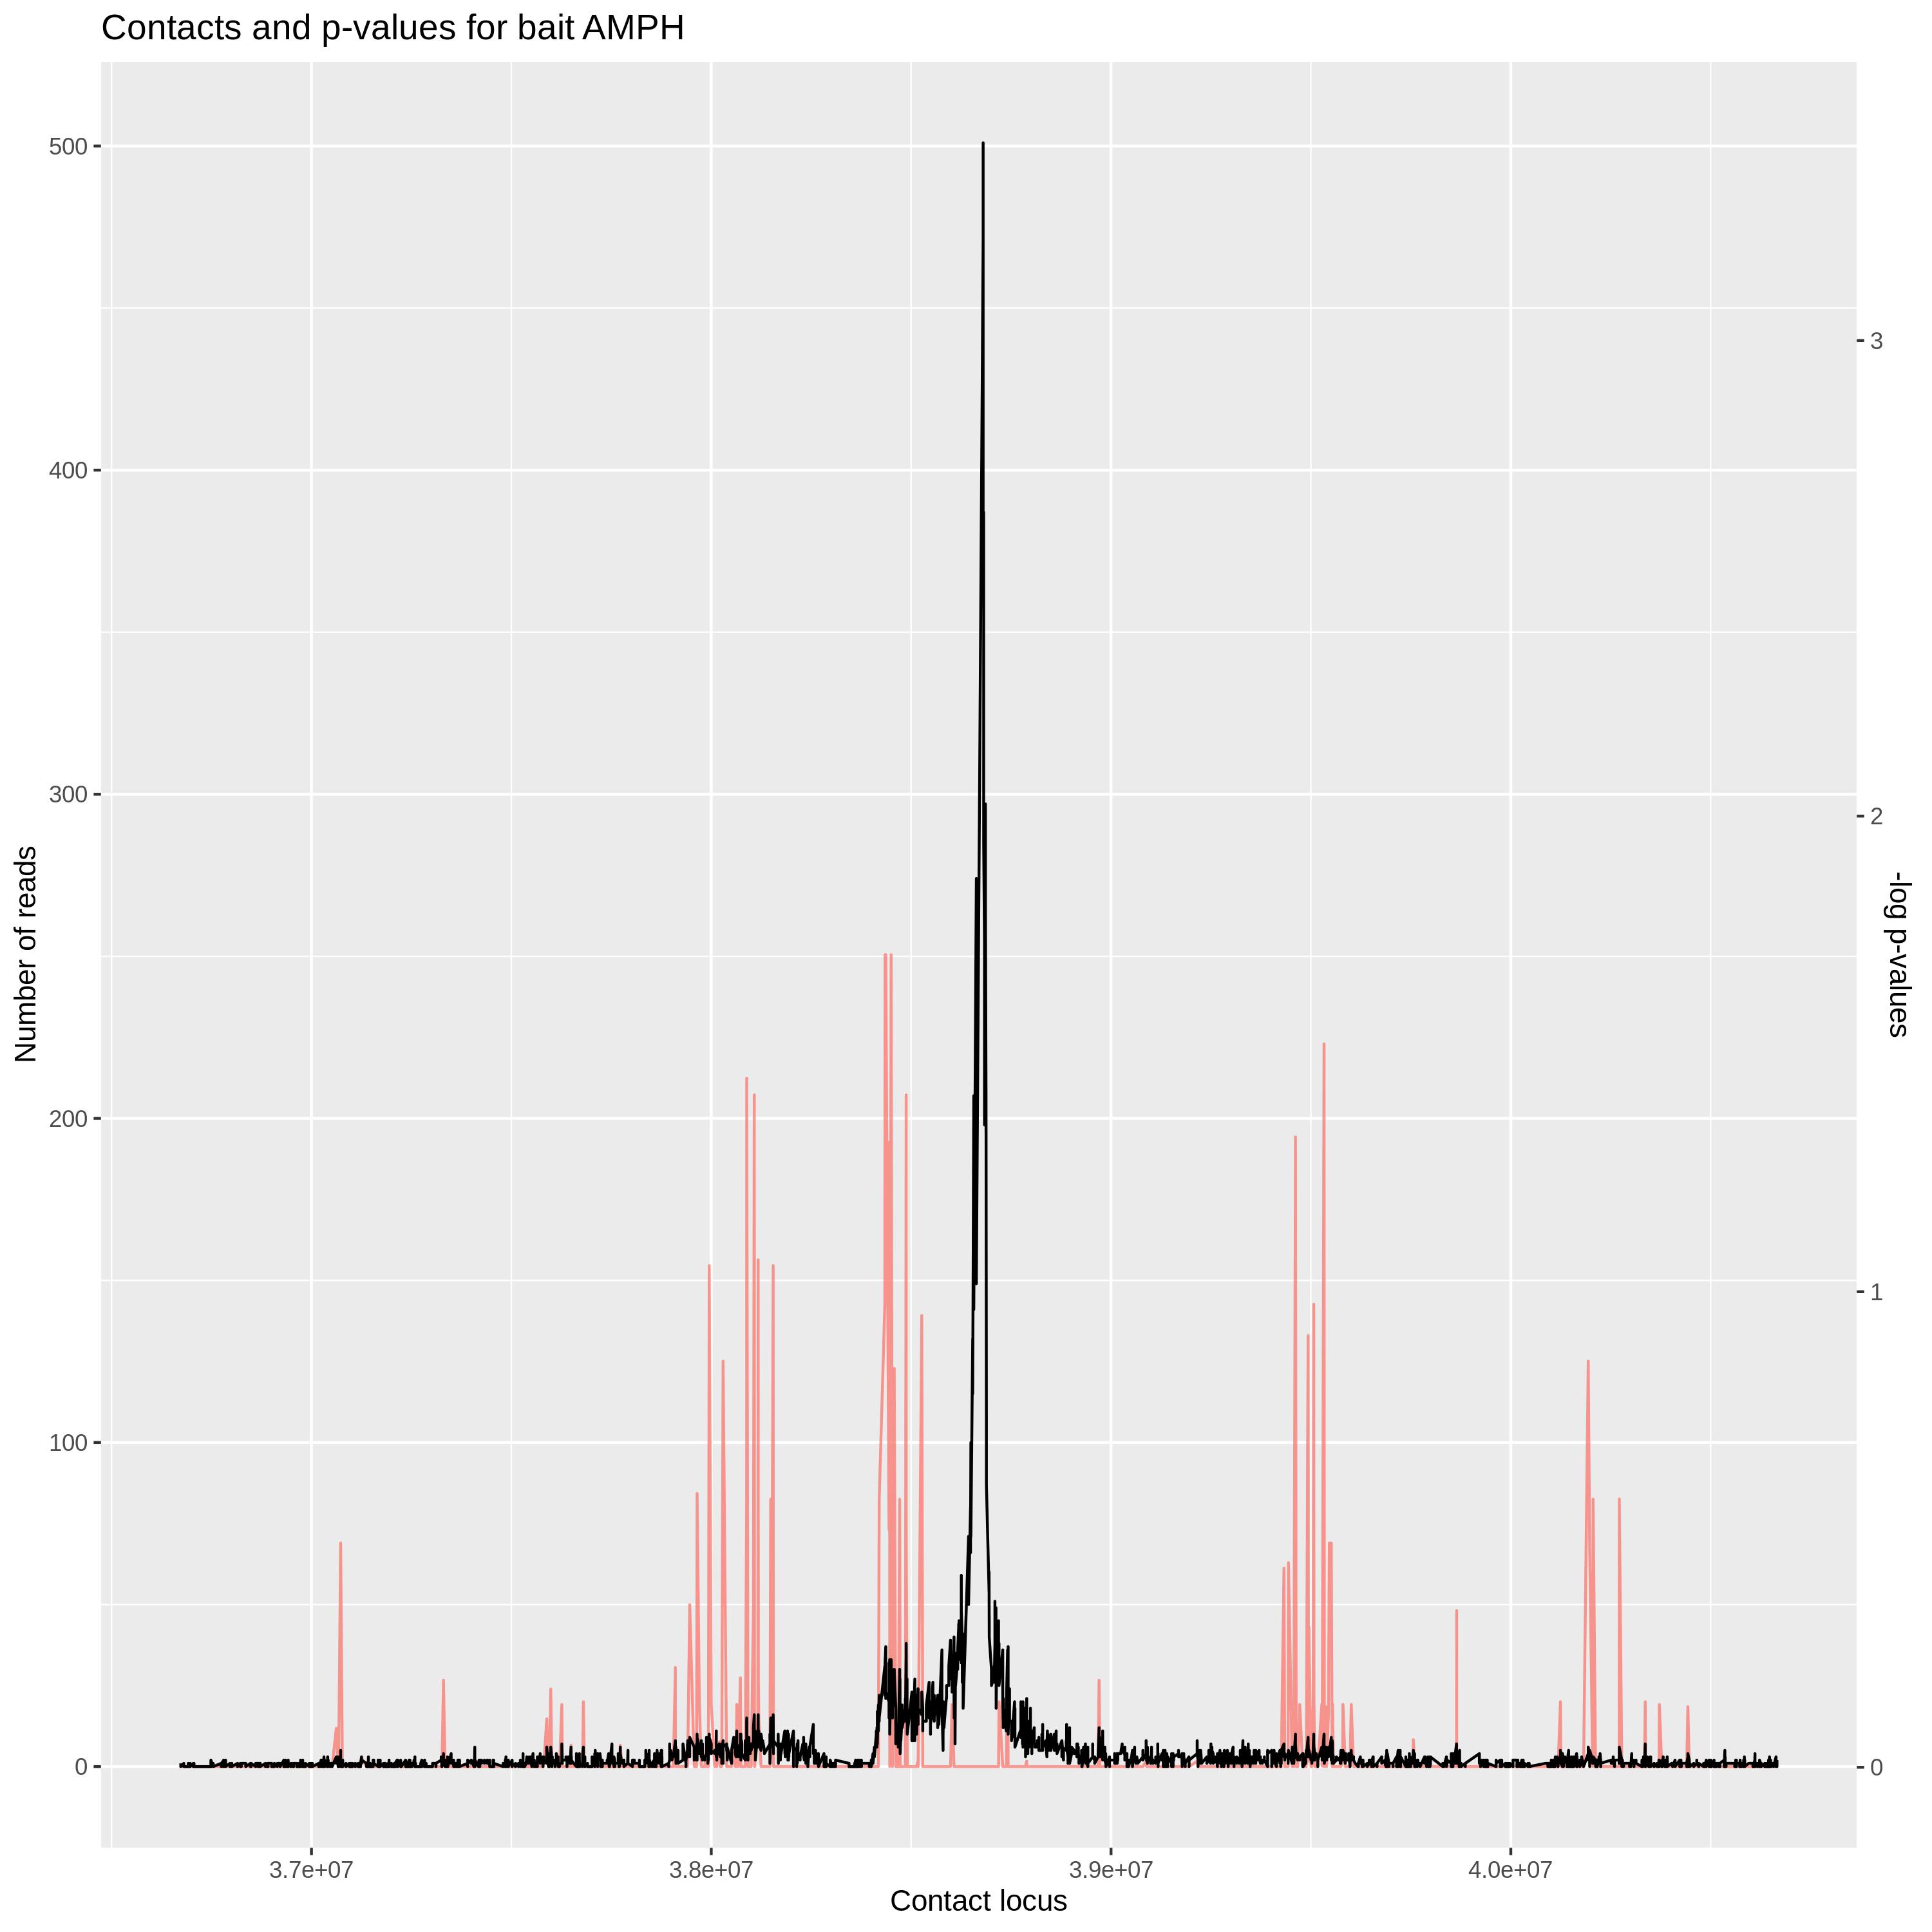 Contacts and p-values for bait AMPH
500
400
300
200
100
0
Number of reads
3
2
1
0
-log p-values
3.7e+07 3.8e+07 3.9e+07 4.0e+07
Contact locus